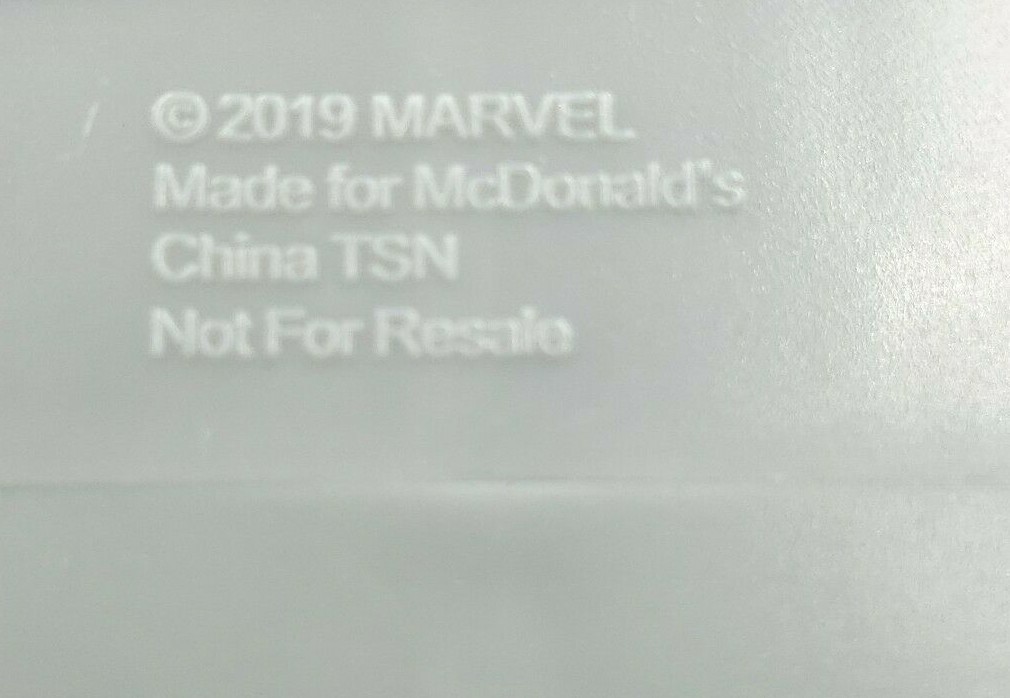 © 2019 MARVEL
Made for McDonald's
China TSN
Not For Resale